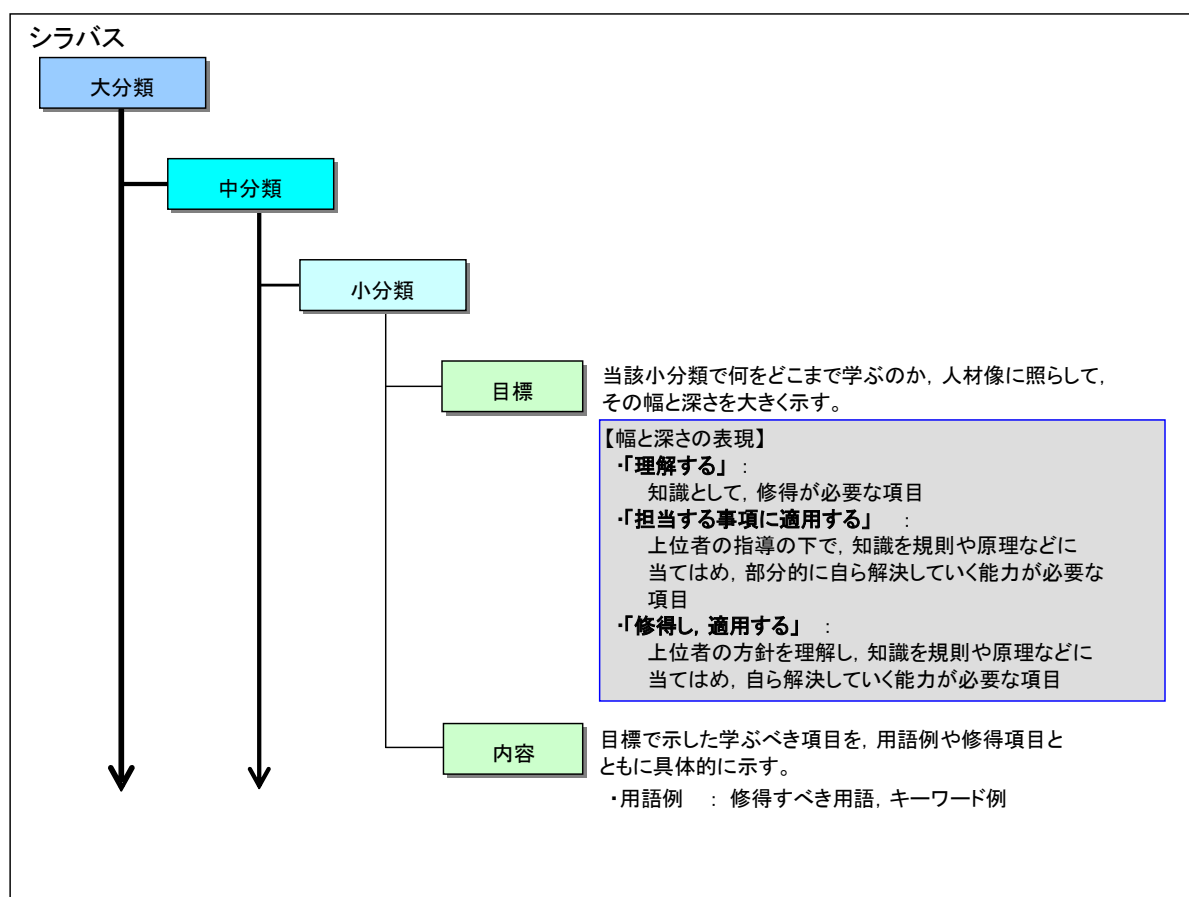 シラバス
大分類
中分類
小分類
目標
当該小分類で何をどこまで学ぶのか，人材像に照らして，
その幅と深さを大きく示す。
【幅と深さの表現】
・「理解する」 ：
知識として，修得が必要な項目
・「担当する事項に適用する」 ：
上位者の指導の下で，知識を規則や原理などに
当てはめ，部分的に自ら解決していく能力が必要な
項目
・「修得し，適用する」 ：
上位者の方針を理解し，知識を規則や原理などに
当てはめ，自ら解決していく能力が必要な項目
内容
目標で示した学ぶべき項目を，用語例や修得項目と
ともに具体的に示す。
・用語例 ： 修得すべき用語，キーワード例